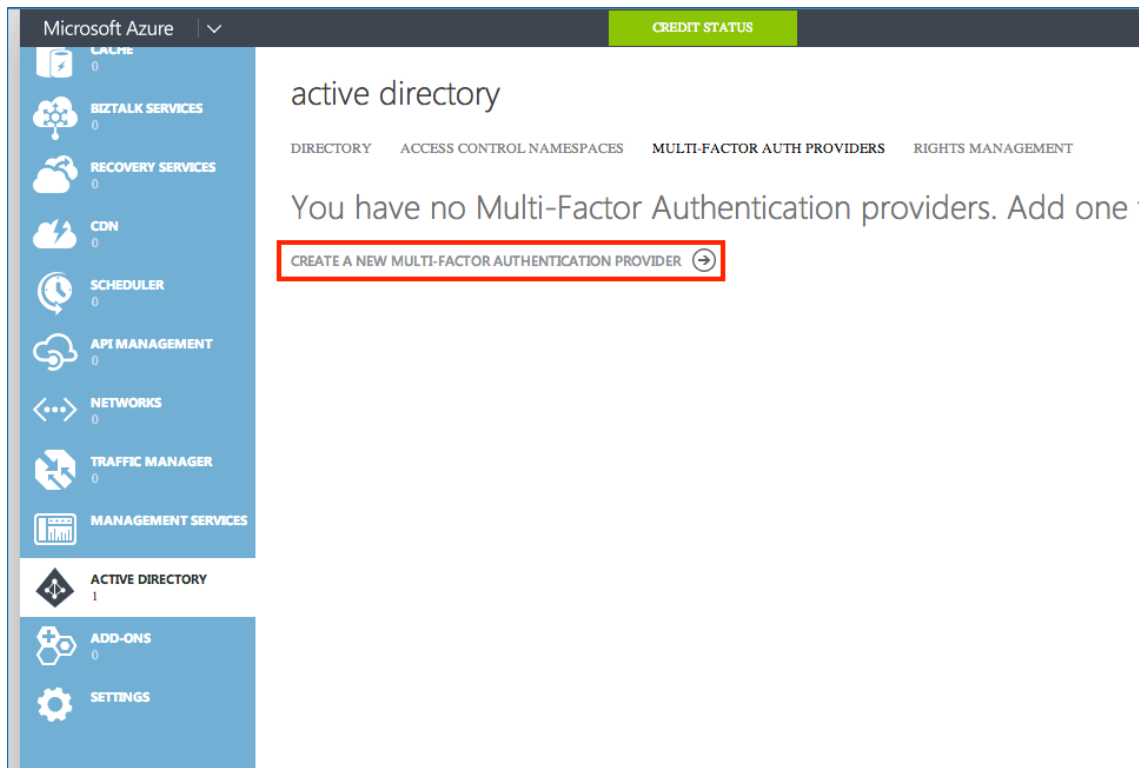 Microsoft Azure
CREDIT STATUS
CACHE
0
BIZTALK SERVICES
0
RECOVERY SERVICES
0
CDN
0
SCHEDULER
0
API MANAGEMENT
0
NETWORKS
0
TRAFFIC MANAGER
0
MANAGEMENT SERVICES
ACTIVE DIRECTORY
1
ADD-ONS
0
SETTINGS
active directory
DIRECTORY ACCESS CONTROL NAMESPACES MULTI-FACTOR AUTH PROVIDERS RIGHTS MANAGEMENT
You have no Multi-Factor Authentication providers. Add one
CREATE A NEW MULTI-FACTOR AUTHENTICATION PROVIDER